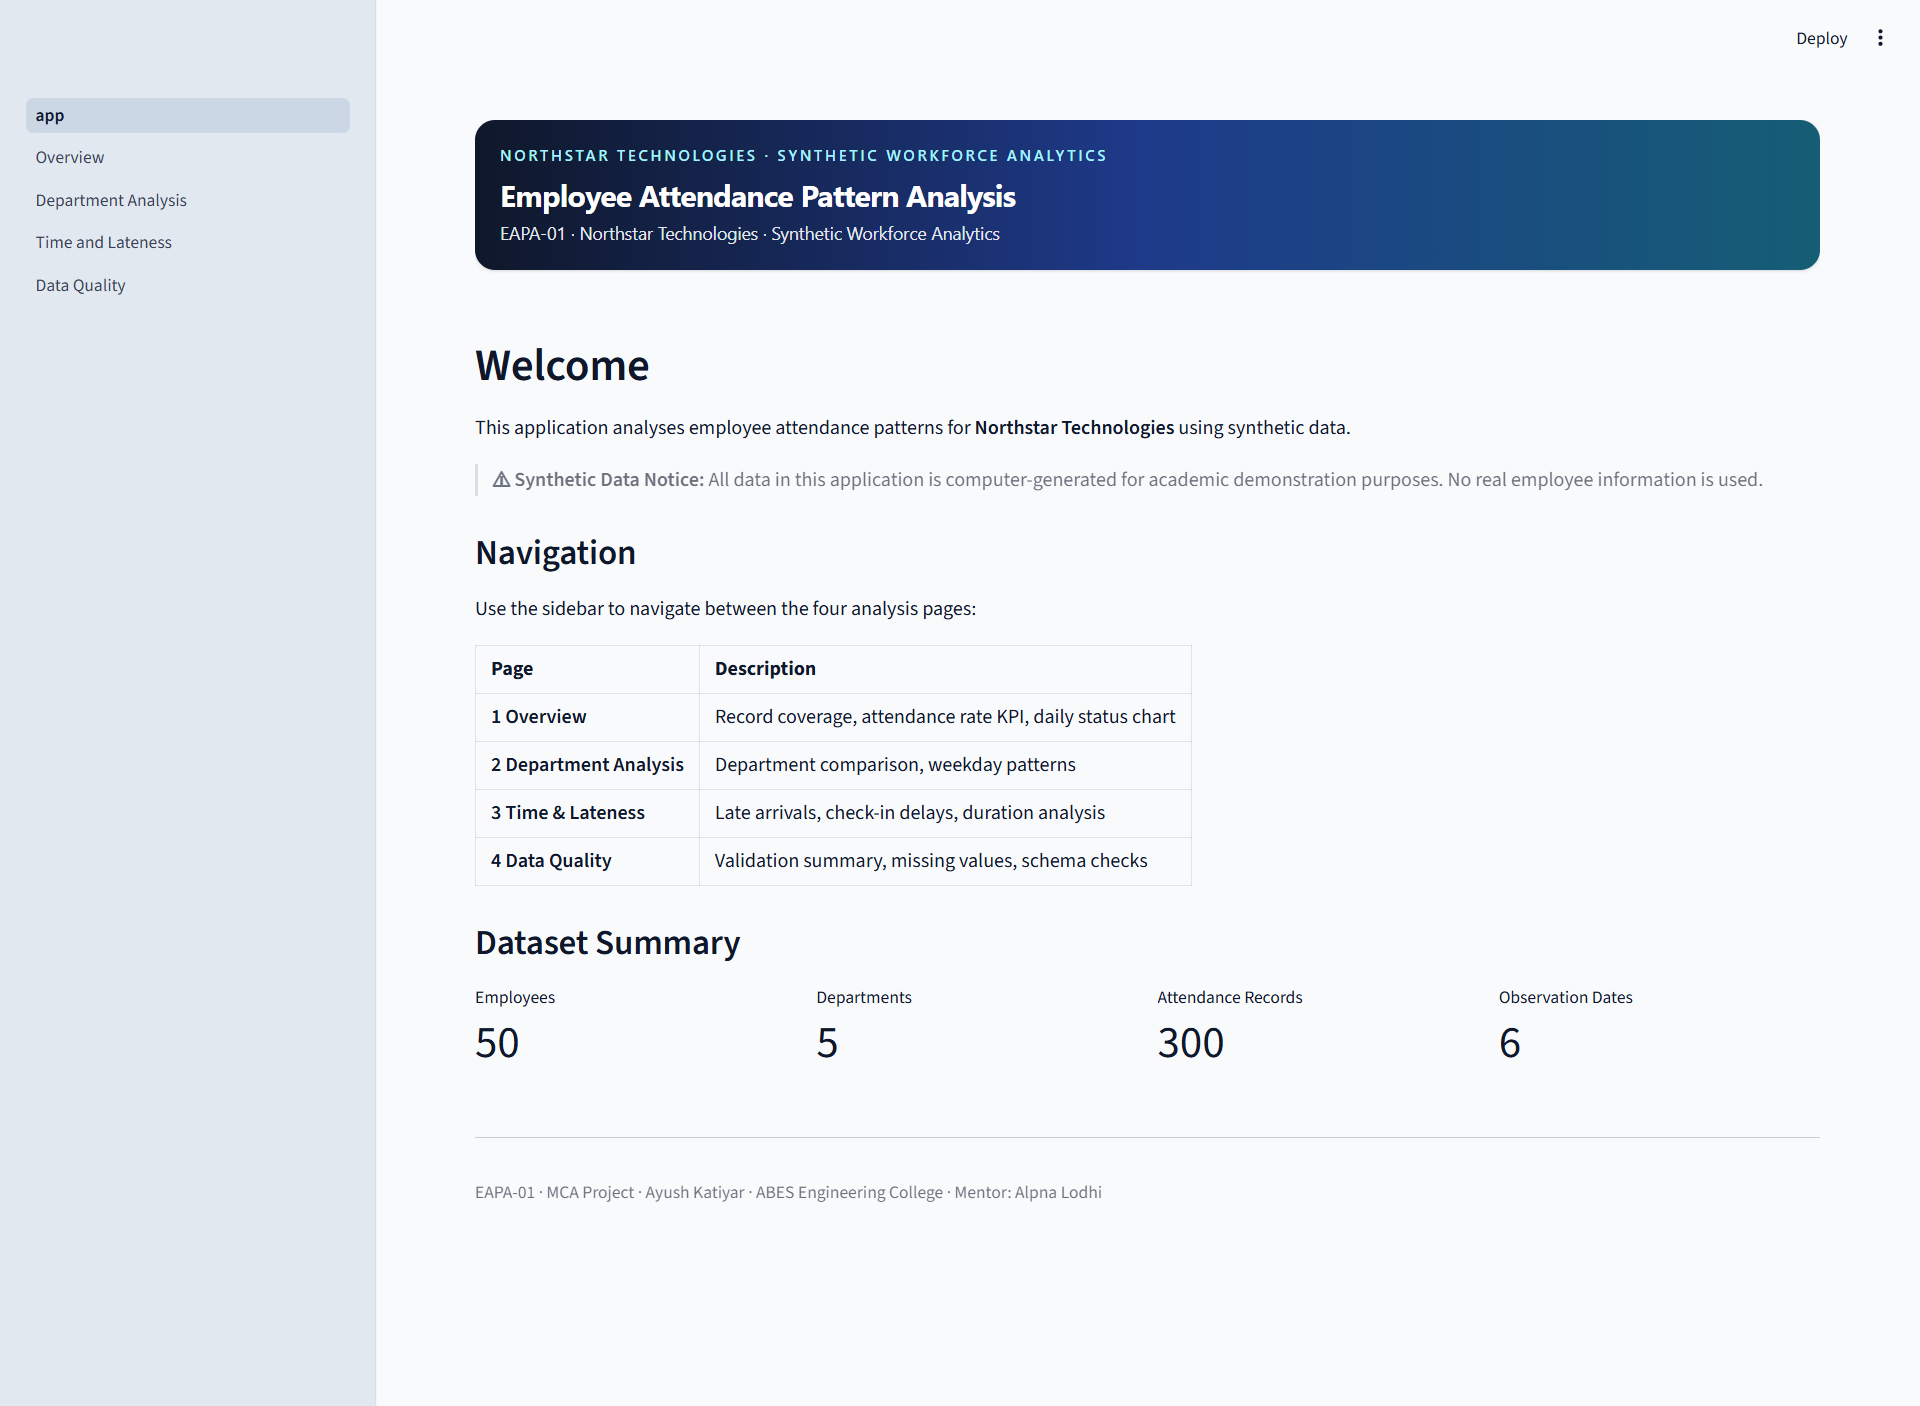 Deploy
app
Overview
Department Analysis
Time and Lateness
Data Quality
NORTHSTAR TECHNOLOGIES · SYNTHETIC WORKFORCE ANALYTICS
Employee Attendance Pattern Analysis
EAPA-01 · Northstar Technologies · Synthetic Workforce Analytics
Welcome
This application analyses employee attendance patterns for Northstar Technologies using synthetic data.
⚠ Synthetic Data Notice: All data in this application is computer-generated for academic demonstration purposes. No real employee information is used.
Navigation
Use the sidebar to navigate between the four analysis pages:
Page Description
1 Overview Record coverage, attendance rate KPI, daily status chart
2 Department Analysis Department comparison, weekday patterns
3 Time & Lateness Late arrivals, check-in delays, duration analysis
4 Data Quality Validation summary, missing values, schema checks
Dataset Summary
Employees Departments Attendance Records Observation Dates
50 5 300 6
EAPA-01 · MCA Project · Ayush Katiyar · ABES Engineering College · Mentor: Alpna Lodhi